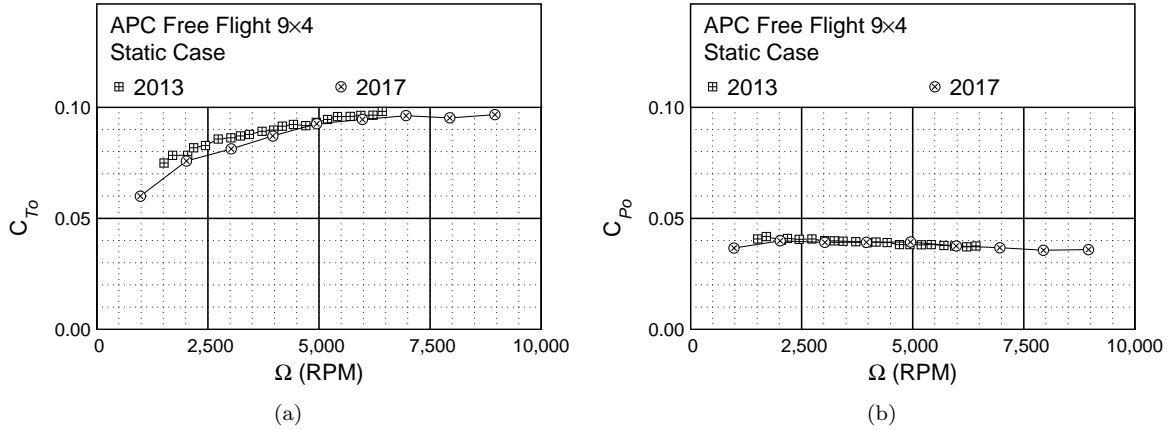 APC Free Flight 9×4
Static Case
2013 2017
0.10
0.05
0.00
C_To
0 2,500 5,000 7,500 10,000
Ω (RPM)
(a)
APC Free Flight 9×4
Static Case
2013 2017
0.10
0.05
0.00
C_Po
0 2,500 5,000 7,500 10,000
Ω (RPM)
(b)